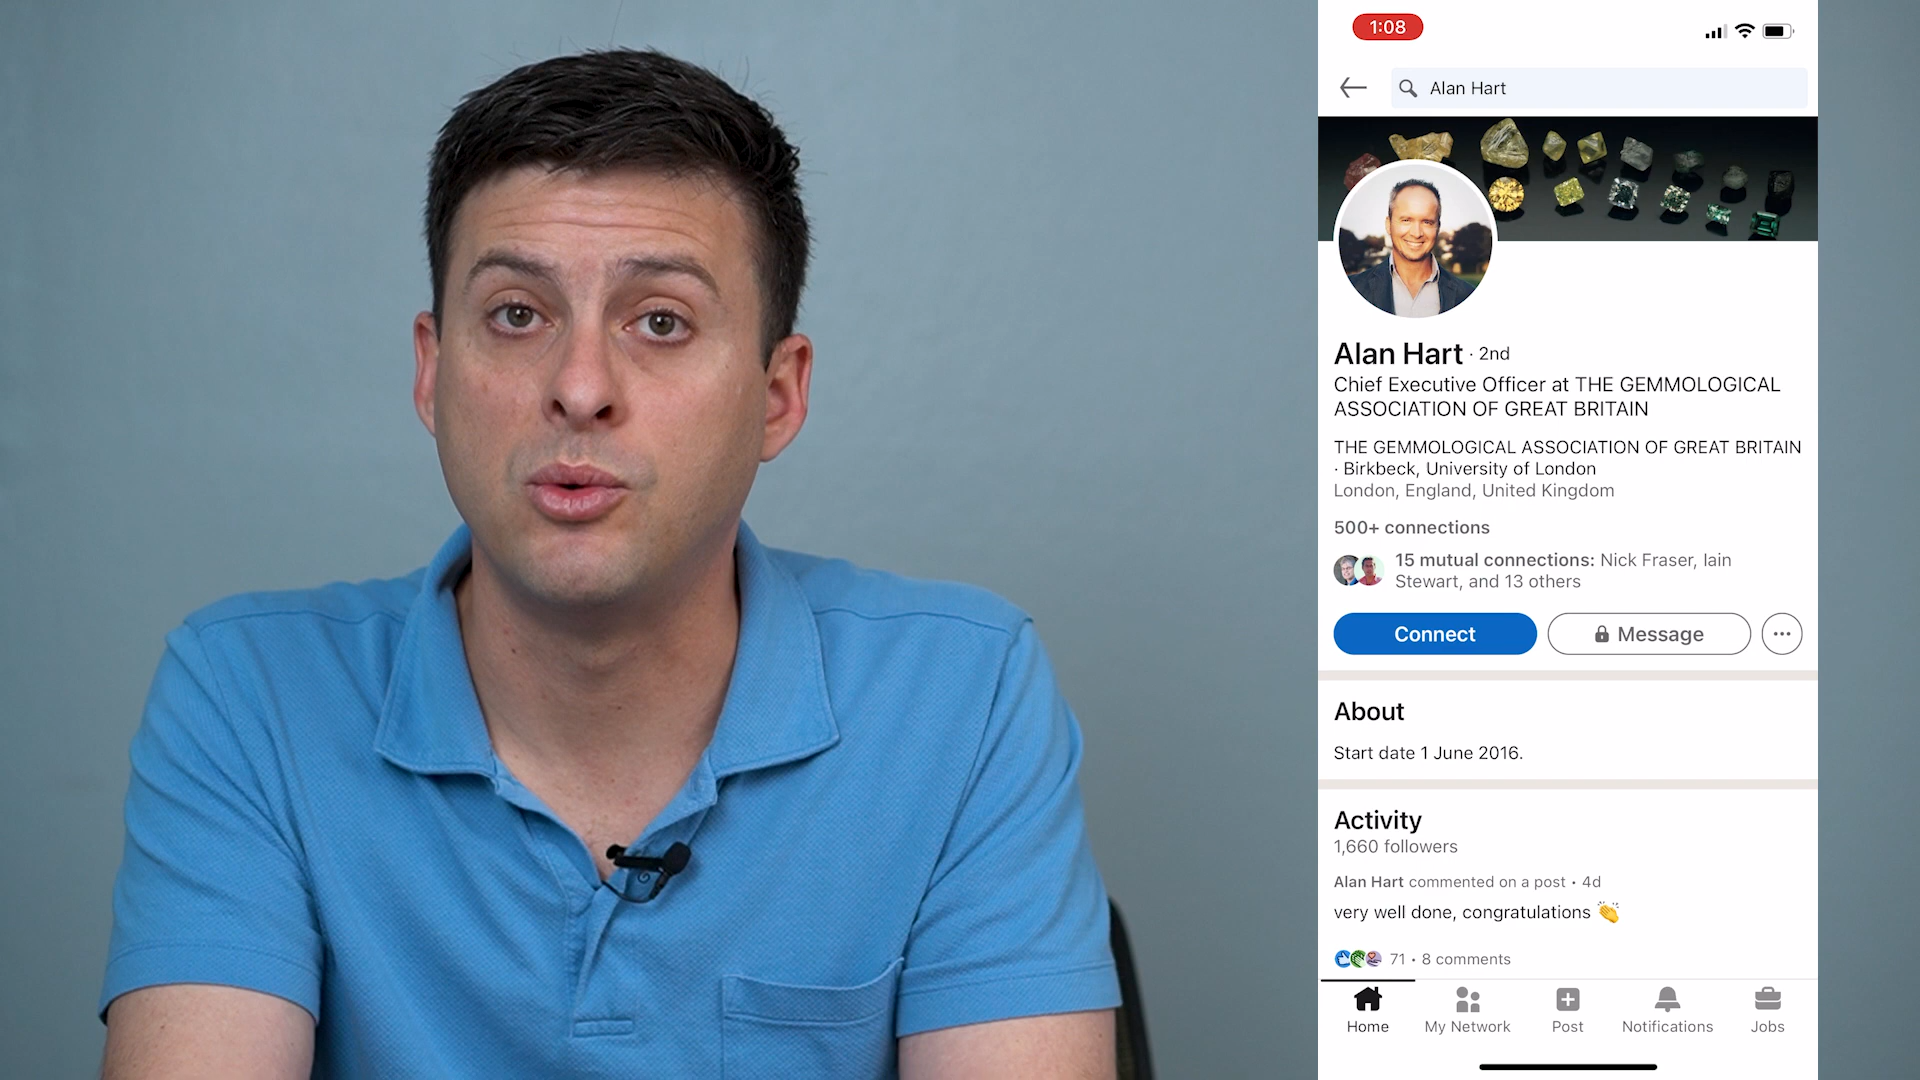 1:08
Alan Hart
Alan Hart · 2nd
Chief Executive Officer at THE GEMMOLOGICAL
ASSOCIATION OF GREAT BRITAIN
THE GEMMOLOGICAL ASSOCIATION OF GREAT BRITAIN
· Birkbeck, University of London
London, England, United Kingdom
500+ connections
15 mutual connections: Nick Fraser, Iain
Stewart, and 13 others
Connect
Message
About
Start date 1 June 2016.
Activity
1,660 followers
Alan Hart commented on a post • 4d
very well done, congratulations 👏
71 • 8 comments
Home
My Network
Post
Notifications
Jobs